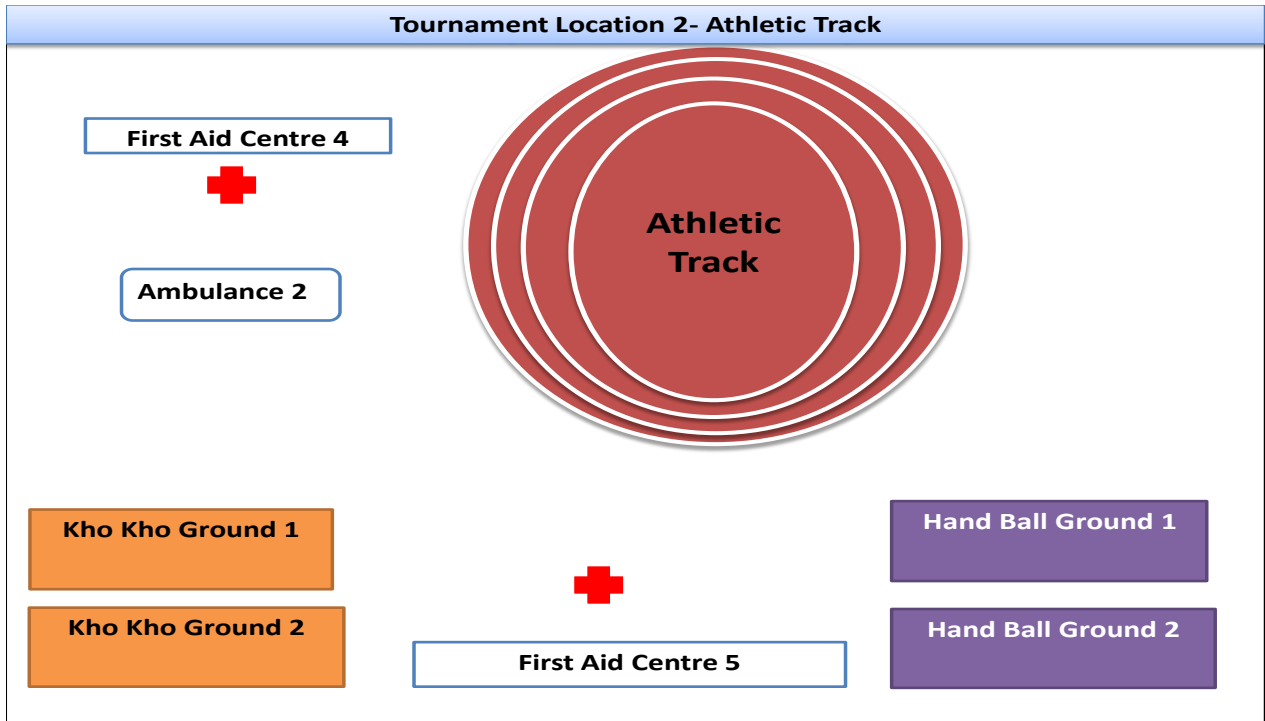 Tournament Location 2- Athletic Track
First Aid Centre 4
Athletic
Track
Ambulance 2
Kho Kho Ground 1
Hand Ball Ground 1
Kho Kho Ground 2
Hand Ball Ground 2
First Aid Centre 5